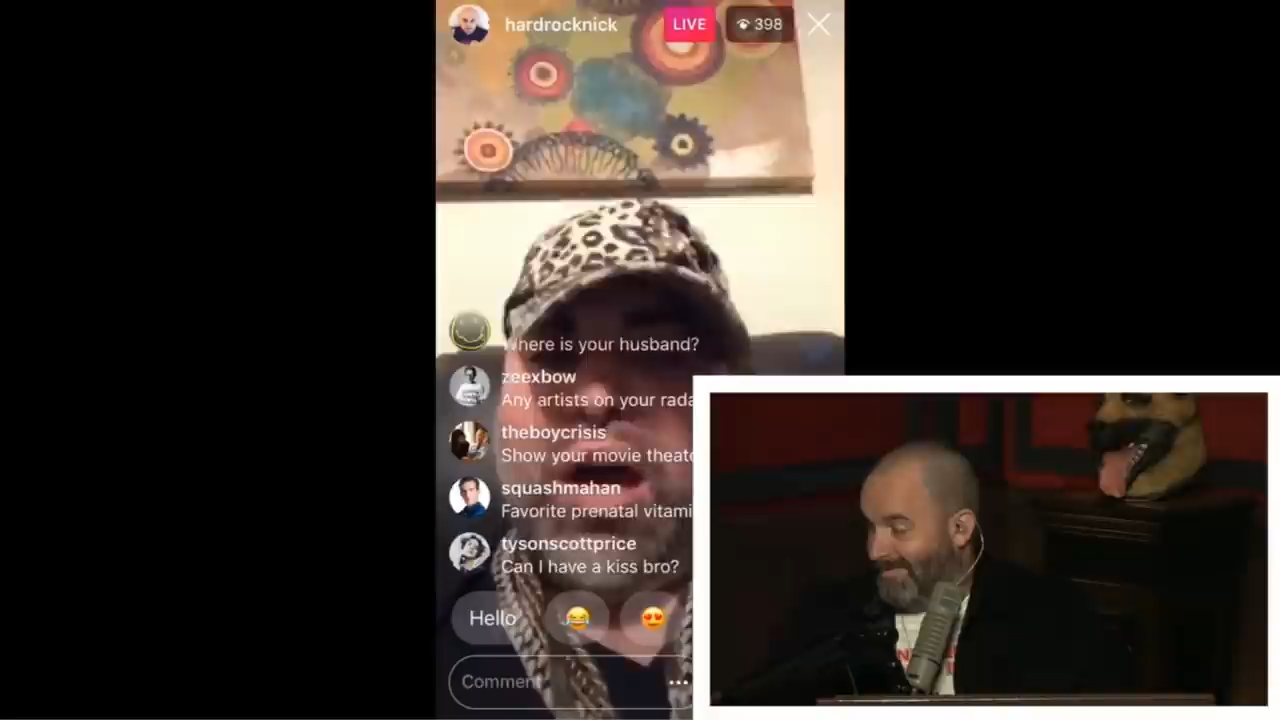 hardrocknick LIVE 398
Where is your husband?
zeexbow
Any artists on your rada
theboycrisis
Show your movie theat
squashmahan
Favorite prenatal vitami
tysonscottprice
Can I have a kiss bro?
Hello
Comment